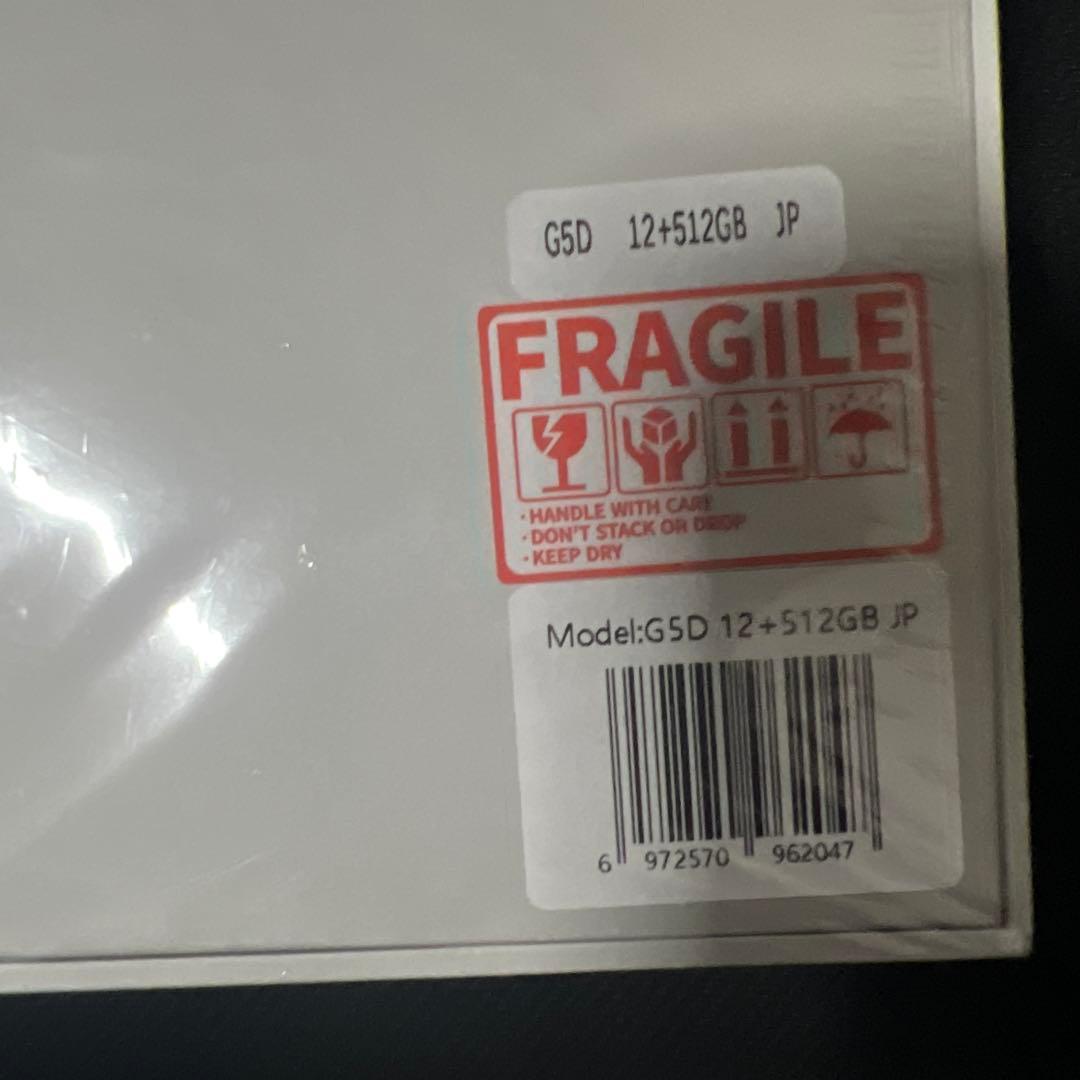 G5D 12+512GB JP
FRAGILE
·HANDLE WITH CARE
·DON'T STACK OR DROP
·KEEP DRY
Model:G5D 12+512GB JP
6 972570 962047